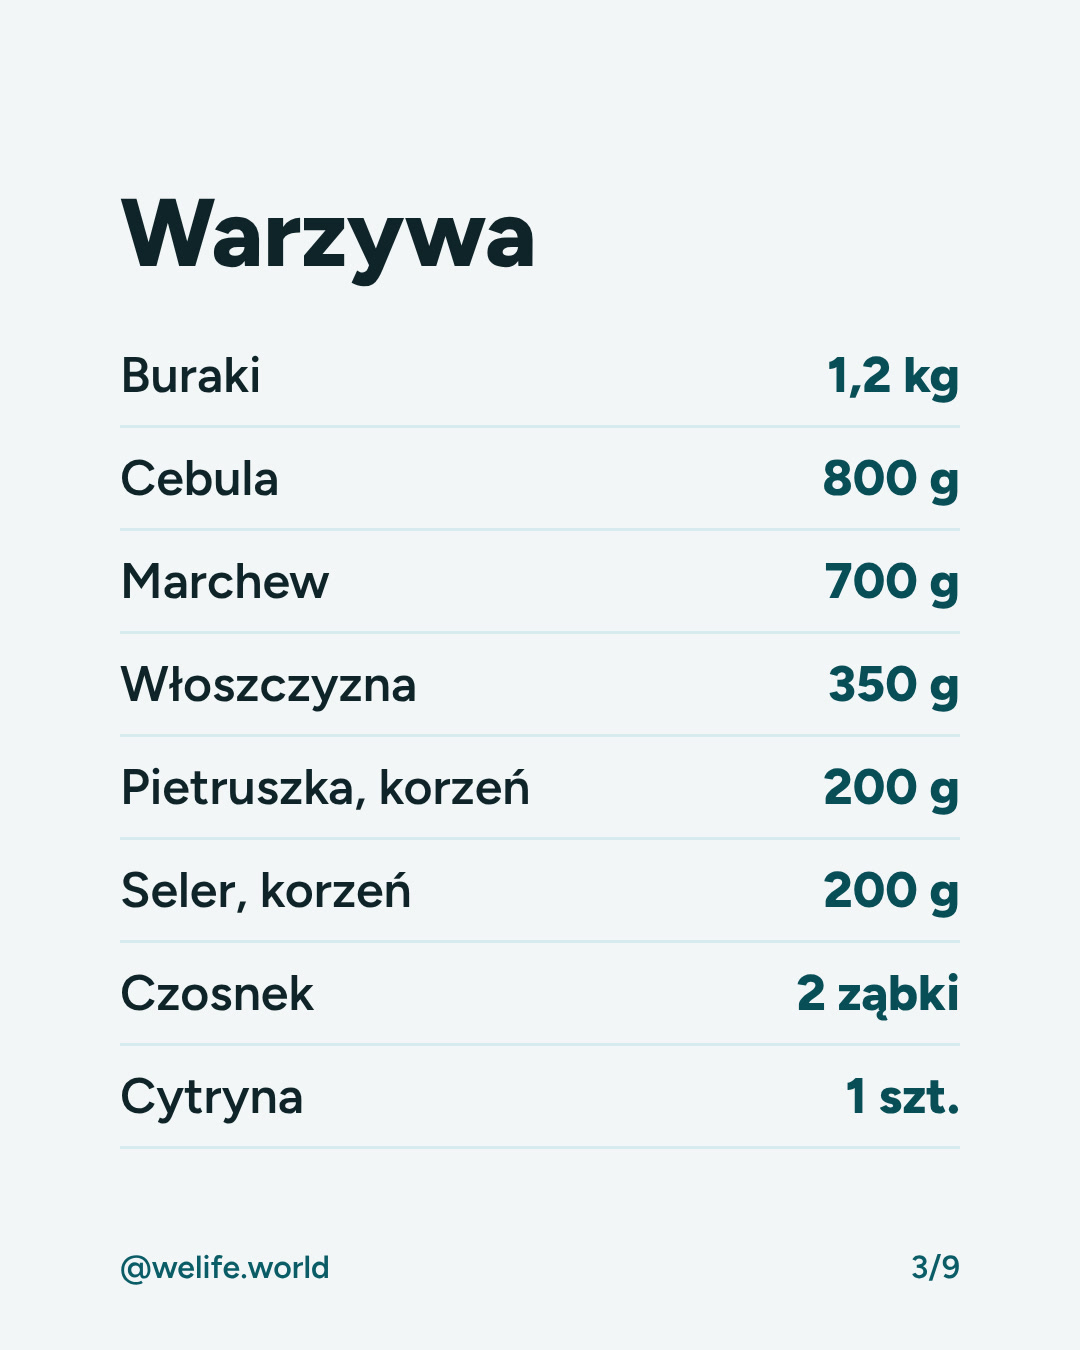 Warzywa
Buraki 1,2 kg
Cebula 800 g
Marchew 700 g
Włoszczyzna 350 g
Pietruszka, korzeń 200 g
Seler, korzeń 200 g
Czosnek 2 ząbki
Cytryna 1 szt.
@welife.world 3/9